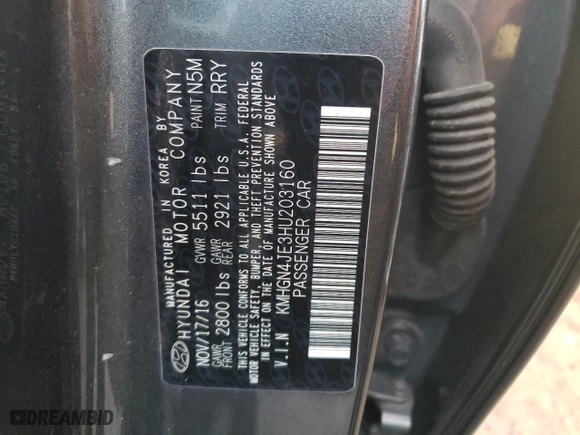 MANUFACTURED IN KOREA BY
HYUNDAI MOTOR COMPANY
NOV/17/16 GVWR 5511 lbs PAINT N5M
GAWR FRONT 2800 lbs GAWR REAR 2921 lbs TRIM RRY
THIS VEHICLE CONFORMS TO ALL APPLICABLE U.S.A. FEDERAL
MOTOR VEHICLE SAFETY, BUMPER, AND THEFT PREVENTION STANDARDS
IN EFFECT ON THE DATE OF MANUFACTURE SHOWN ABOVE.
V.I.N KMHGN4JE3HU203160
PASSENGER CAR
DREAMBID